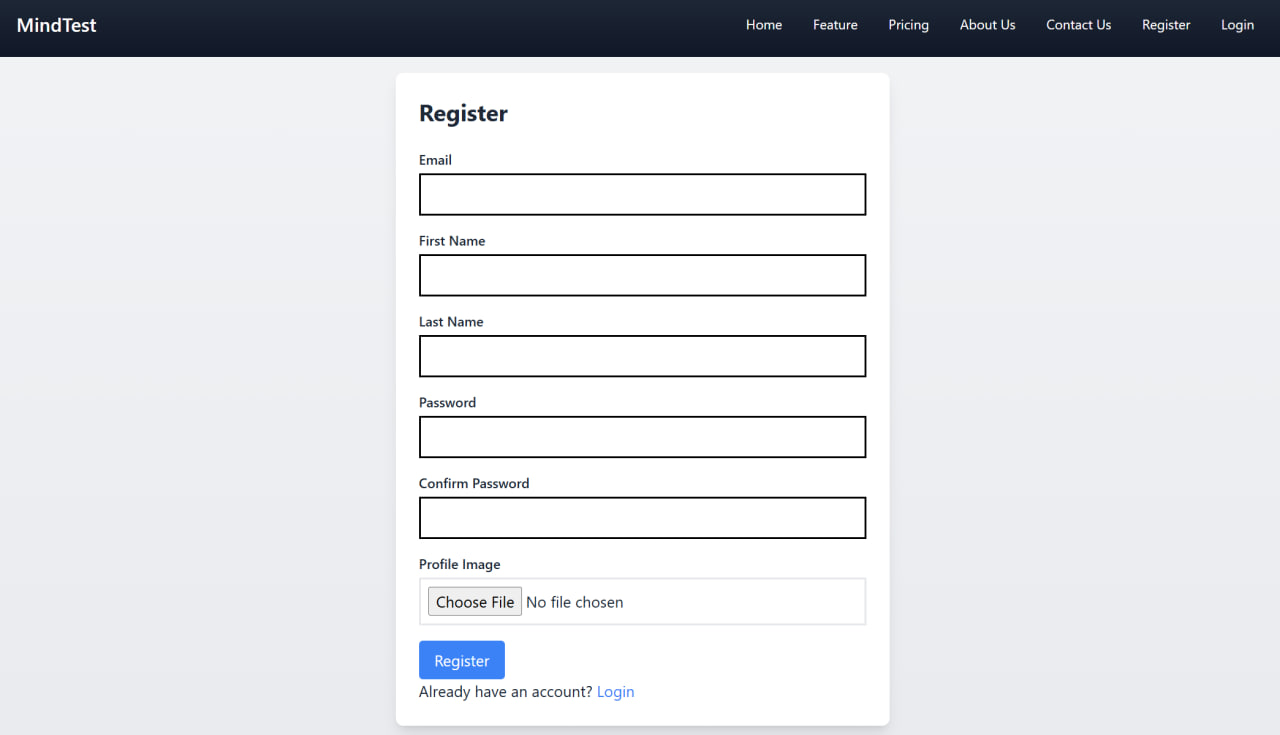 MindTest Home Feature Pricing About Us Contact Us Register Login
Register
Email
First Name
Last Name
Password
Confirm Password
Profile Image
Choose File No file chosen
Register
Already have an account? Login